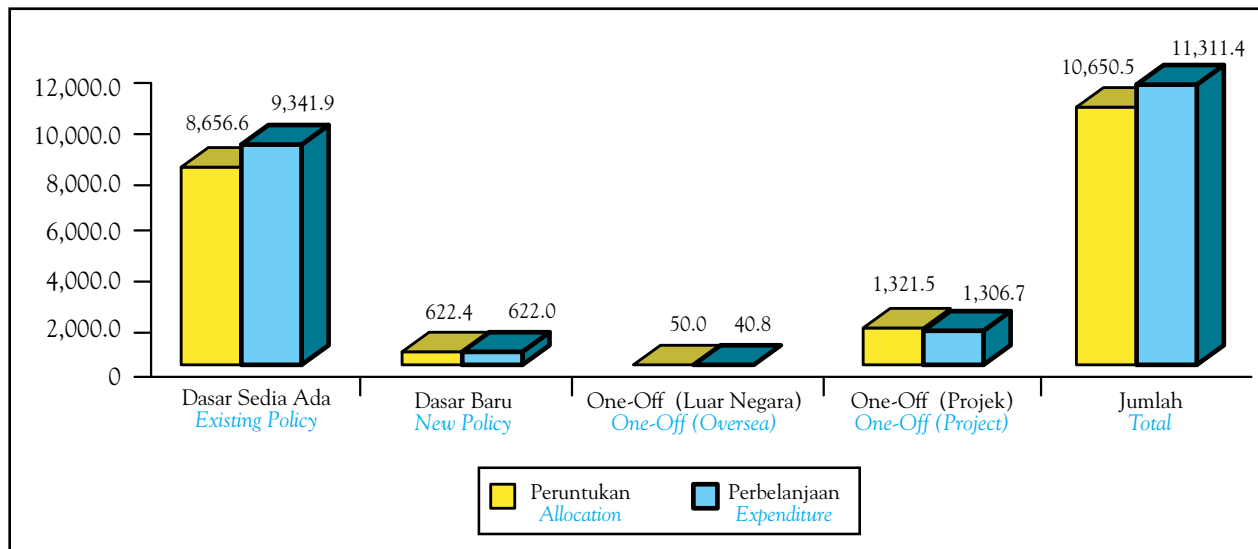 12,000.0
10,000.0
8,000.0
6,000.0
4,000.0
2,000.0
0
8,656.6 9,341.9
622.4 622.0
50.0 40.8
1,321.5 1,306.7
10,650.5 11,311.4
Dasar Sedia Ada
Existing Policy
Dasar Baru
New Policy
One-Off (Luar Negara)
One-Off (Oversea)
One-Off (Projek)
One-Off (Project)
Jumlah
Total
Peruntukan
Allocation
Perbelanjaan
Expenditure